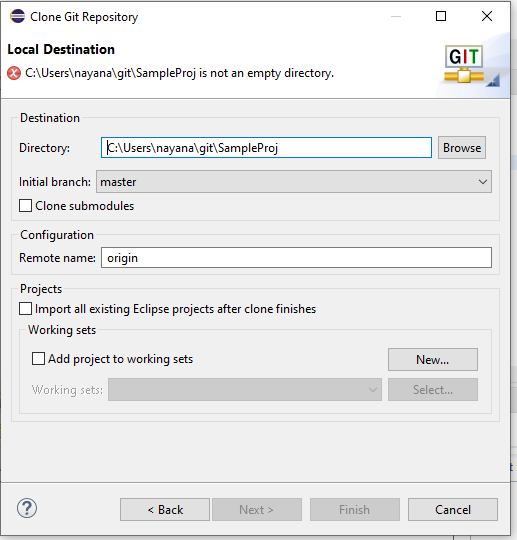 Clone Git Repository
Local Destination
C:\Users\nayana\git\SampleProj is not an empty directory.
GIT
Destination
Directory: C:\Users\nayana\git\SampleProj Browse
Initial branch: master
Clone submodules
Configuration
Remote name: origin
Projects
Import all existing Eclipse projects after clone finishes
Working sets
Add project to working sets New...
Working sets: Select...
? < Back Next > Finish Cancel